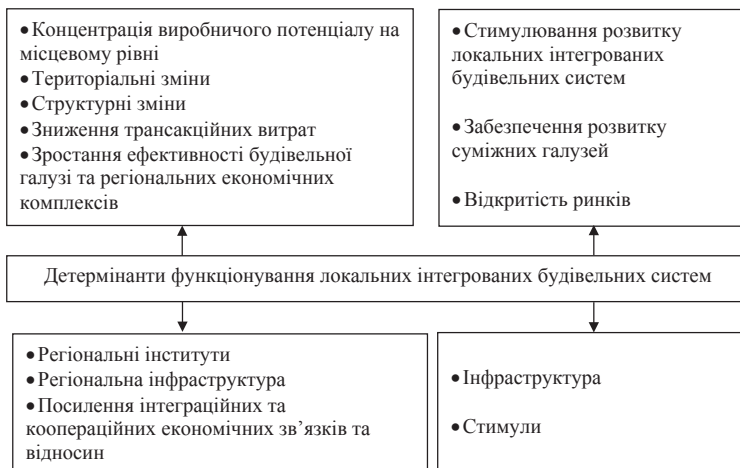 •Концентрація виробничого потенціалу на
місцевому рівні
•Територіальні зміни
•Структурні зміни
•Зниження трансакційних витрат
•Зростання ефективності будівельної
галузі та регіональних економічних
комплексів
•Стимулювання розвитку
локальних інтегрованих
будівельних систем
•Забезпечення розвитку
суміжних галузей
•Відкритість ринків
Детермінанти функціонування локальних інтегрованих будівельних систем
•Регіональні інститути
•Регіональна інфраструктура
•Посилення інтеграційних та
коопераційних економічних зв’язків та
відносин
•Інфраструктура
•Стимули